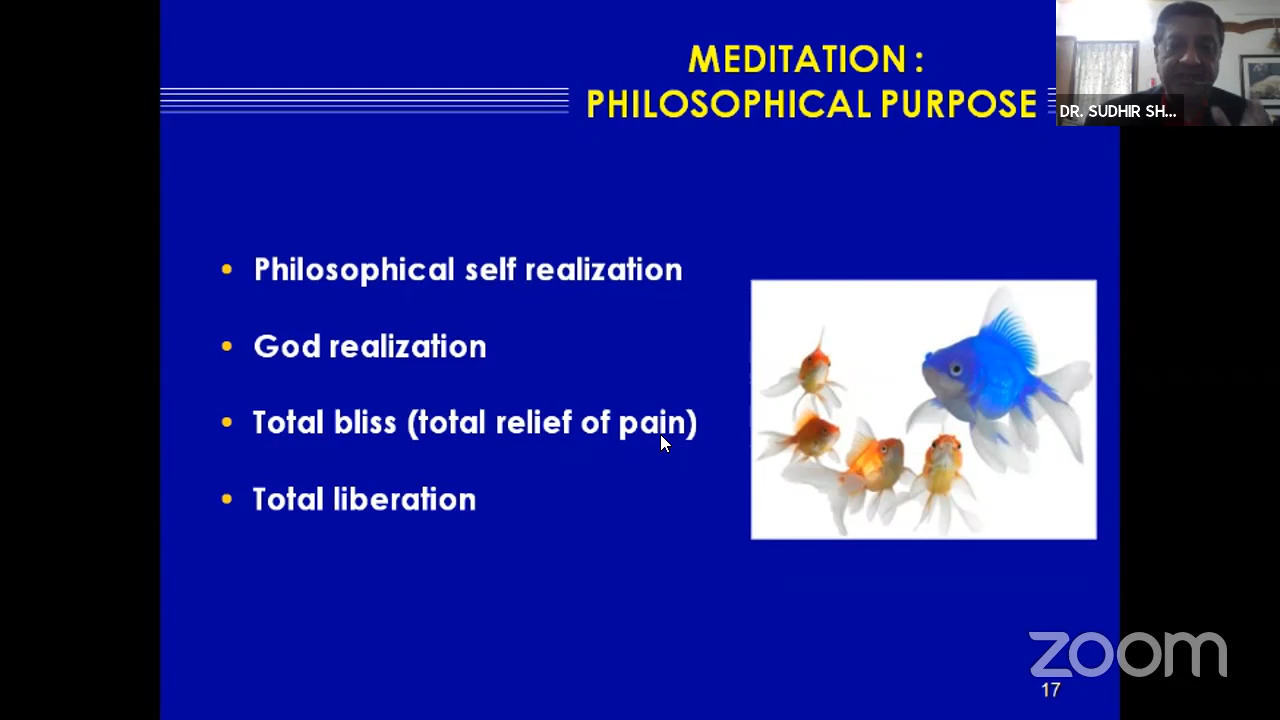 MEDITATION :
PHILOSOPHICAL PURPOSE
DR. SUDHIR SH...
• Philosophical self realization
• God realization
• Total bliss (total relief of pain)
• Total liberation
zoom
17